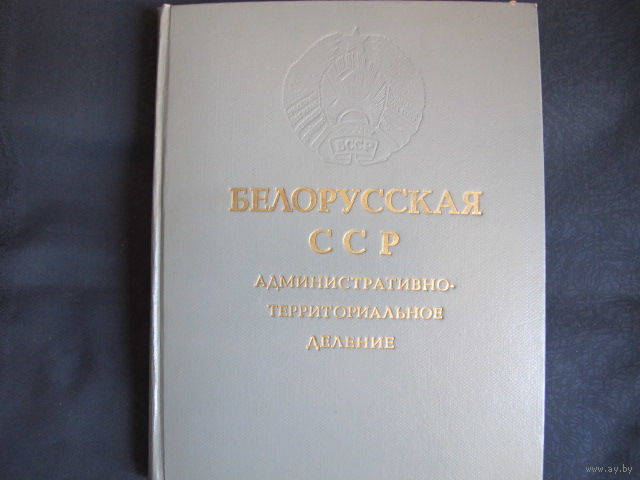 БССР
БЕЛОРУССКАЯ
ССР
АДМИНИСТРАТИВНО-
ТЕРРИТОРИАЛЬНОЕ
ДЕЛЕНИЕ
www.ay.by